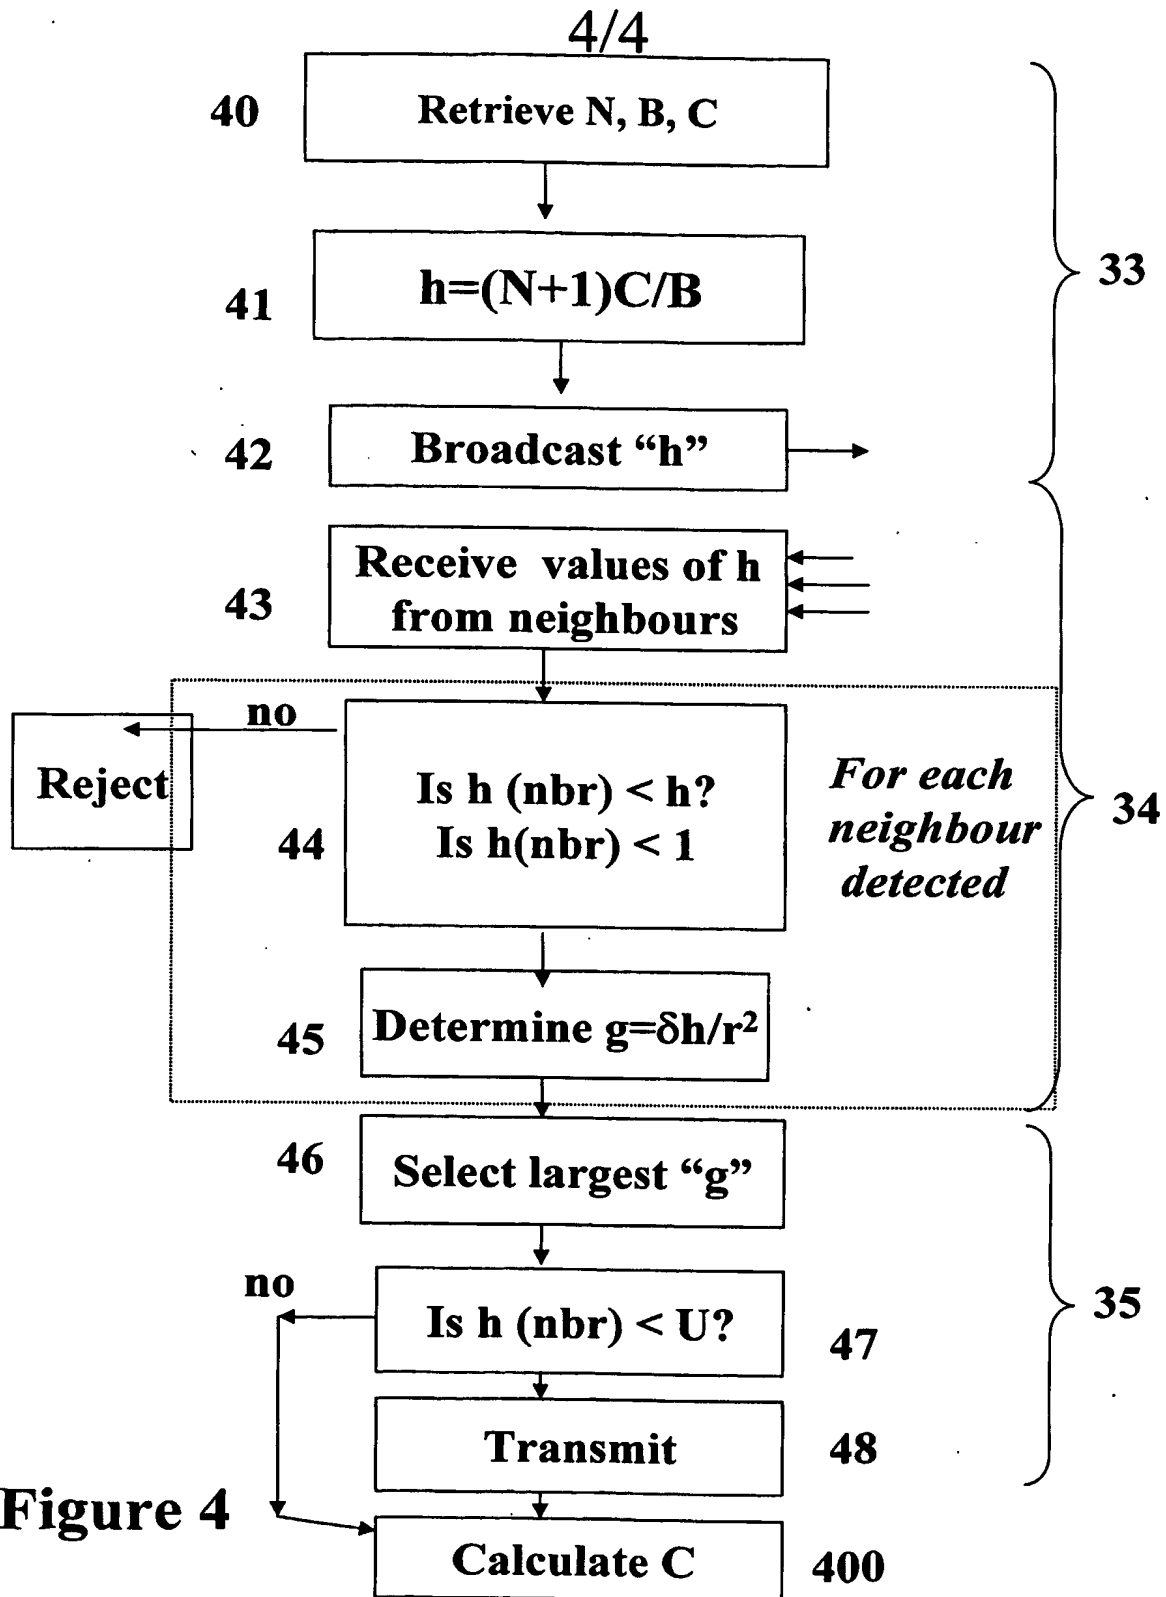 4/4
40
Retrieve N, B, C
41
h=(N+1)C/B
33
42
Broadcast “h”
43
Receive values of h
from neighbours
no
Reject
44
Is h (nbr) < h?
Is h(nbr) < 1
For each
neighbour
detected
34
45
Determine g=δh/r²
46
Select largest “g”
no
Is h (nbr) < U?
47
35
Transmit
48
Figure 4
Calculate C
400